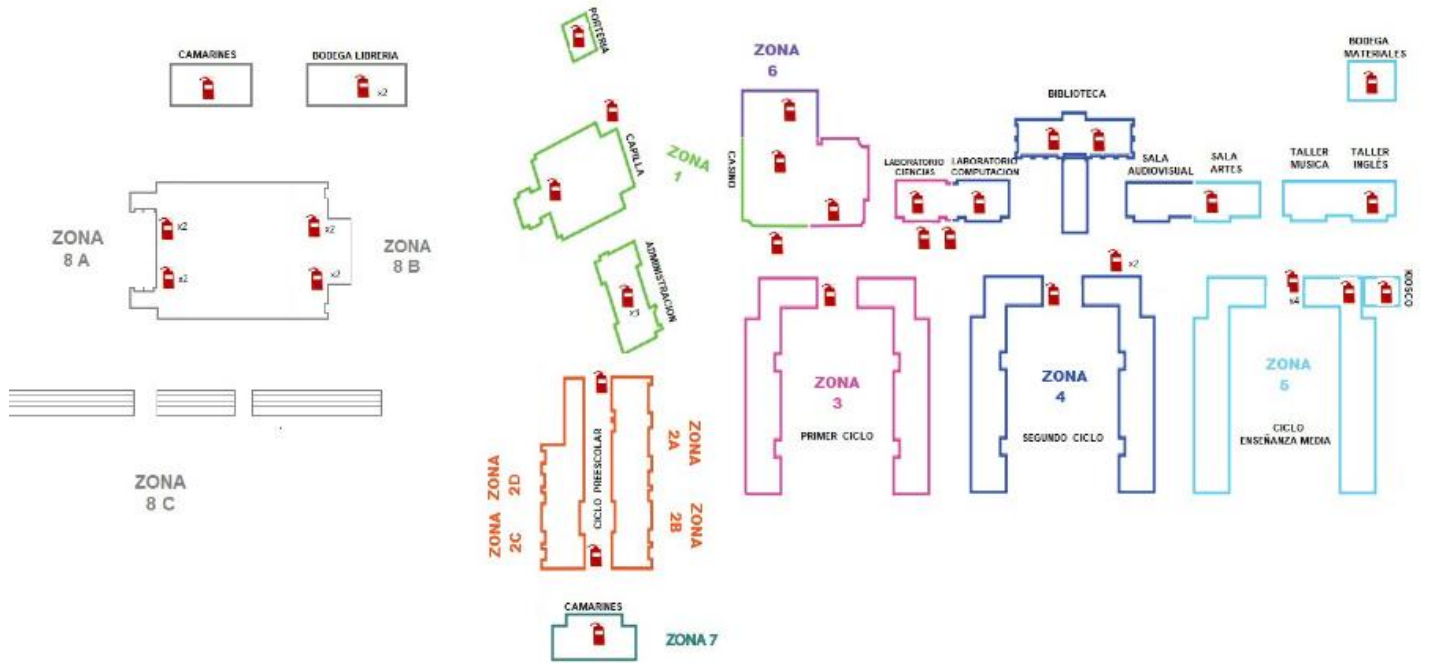 CAMARINES
BODEGA LIBRERIA
x2
ZONA
8 A
x2
x2
x2
x2
ZONA
8 B
ZONA
8 C
PORTERIA
CAPILLA
ZONA
1
ADMINISTRACION
x3
ZONA
2D
ZONA
2C
CICLO PREESCOLAR
ZONA
2A
ZONA
2B
CAMARINES
ZONA 7
ZONA
6
CASINO
LABORATORIO
CIENCIAS
LABORATORIO
COMPUTACION
BIBLIOTECA
SALA
AUDIOVISUAL
SALA
ARTES
TALLER
MUSICA
TALLER
INGLÉS
BODEGA
MATERIALES
ZONA
3
PRIMER CICLO
x2
ZONA
4
SEGUNDO CICLO
x4
KIOSCO
ZONA
5
CICLO
ENSEÑANZA MEDIA